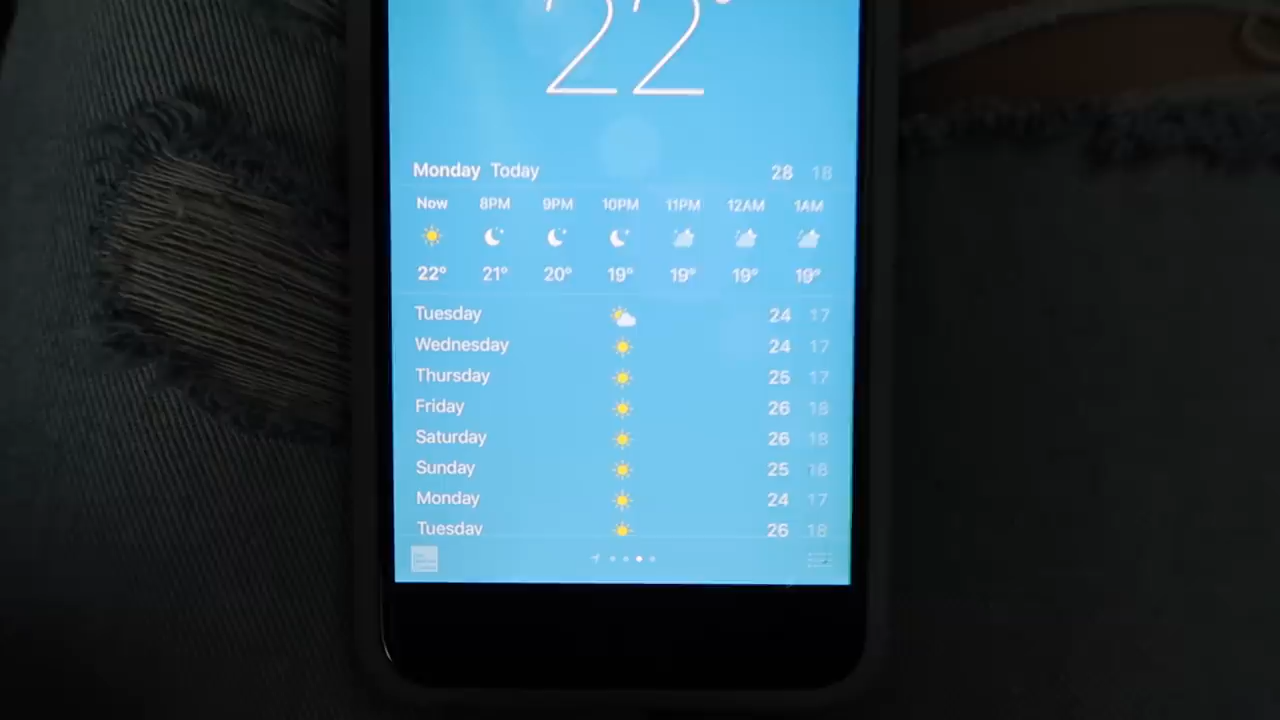 22°
Monday Today 28 18
Now 8PM 9PM 10PM 11PM 12AM 1AM
22° 21° 20° 19° 19° 19° 19°
Tuesday 24 17
Wednesday 24 17
Thursday 25 17
Friday 26 18
Saturday 26 18
Sunday 25 18
Monday 24 17
Tuesday 26 18